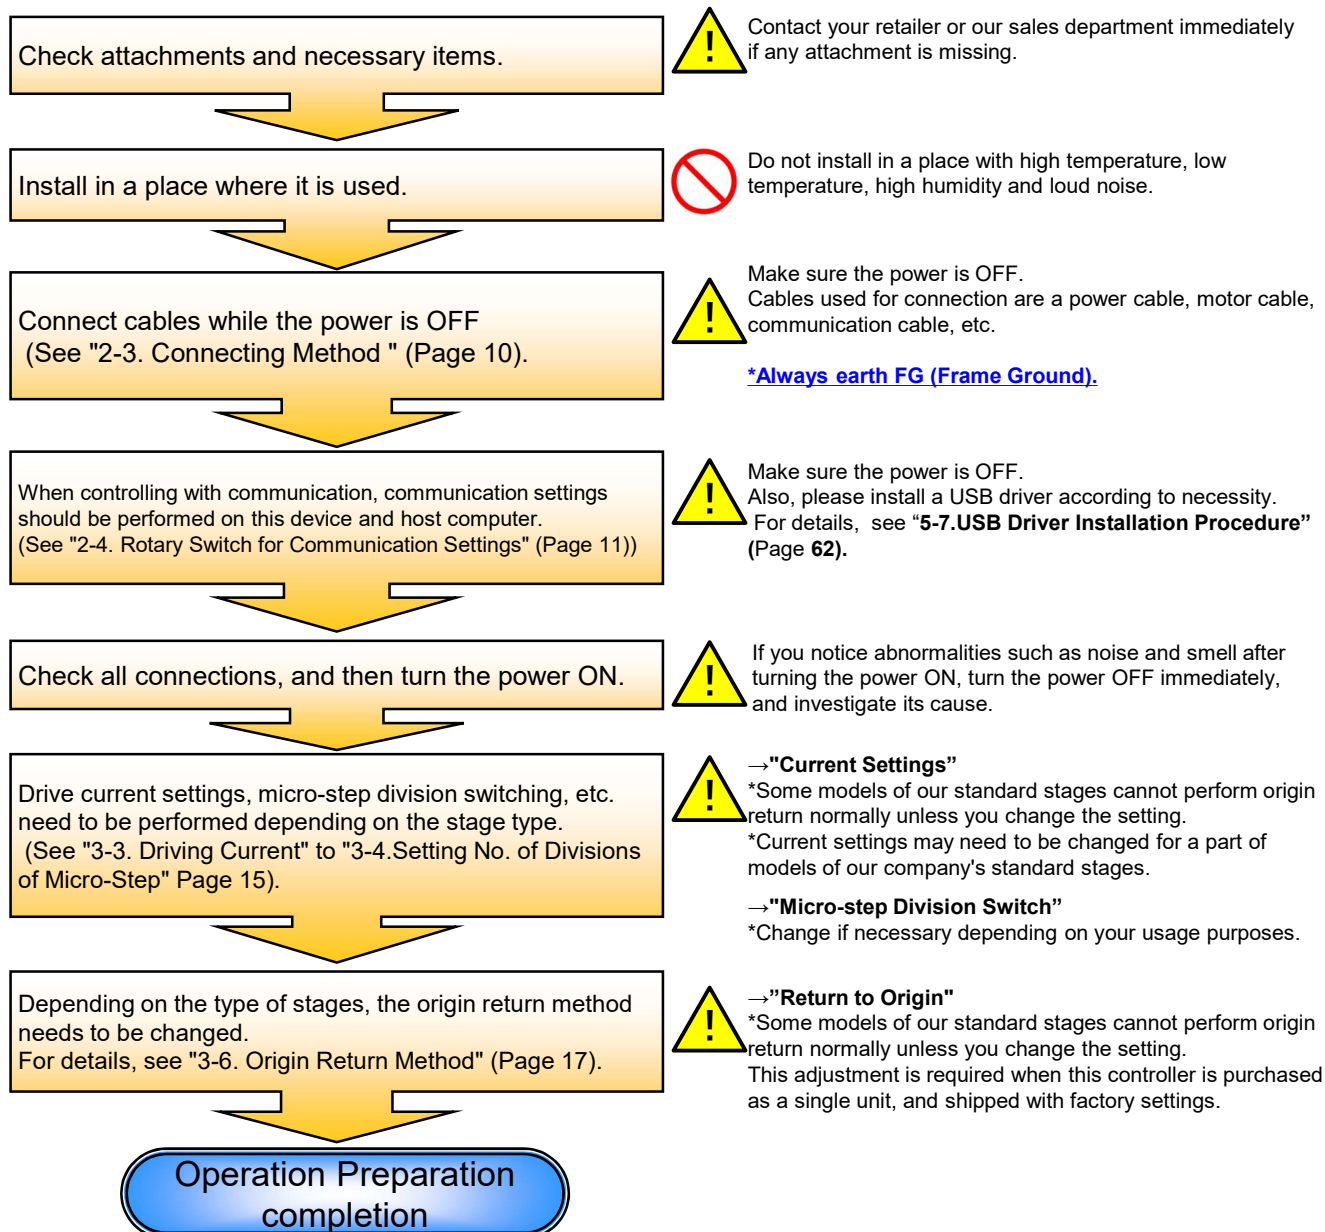 Check attachments and necessary items.
!
Contact your retailer or our sales department immediately
if any attachment is missing.
Install in a place where it is used.
Do not install in a place with high temperature, low
temperature, high humidity and loud noise.
Connect cables while the power is OFF
(See "2-3. Connecting Method " (Page 10).
!
Make sure the power is OFF.
Cables used for connection are a power cable, motor cable,
communication cable, etc.
*Always earth FG (Frame Ground).
When controlling with communication, communication settings
should be performed on this device and host computer.
(See "2-4. Rotary Switch for Communication Settings" (Page 11))
!
Make sure the power is OFF.
Also, please install a USB driver according to necessity.
For details, see “5-7.USB Driver Installation Procedure”
(Page 62).
Check all connections, and then turn the power ON.
!
If you notice abnormalities such as noise and smell after
turning the power ON, turn the power OFF immediately,
and investigate its cause.
Drive current settings, micro-step division switching, etc.
need to be performed depending on the stage type.
(See "3-3. Driving Current" to "3-4.Setting No. of Divisions
of Micro-Step" Page 15).
!
→"Current Settings”
*Some models of our standard stages cannot perform origin
return normally unless you change the setting.
*Current settings may need to be changed for a part of
models of our company's standard stages.
→"Micro-step Division Switch”
*Change if necessary depending on your usage purposes.
Depending on the type of stages, the origin return method
needs to be changed.
For details, see "3-6. Origin Return Method" (Page 17).
!
→”Return to Origin"
*Some models of our standard stages cannot perform origin
return normally unless you change the setting.
This adjustment is required when this controller is purchased
as a single unit, and shipped with factory settings.
Operation Preparation
completion